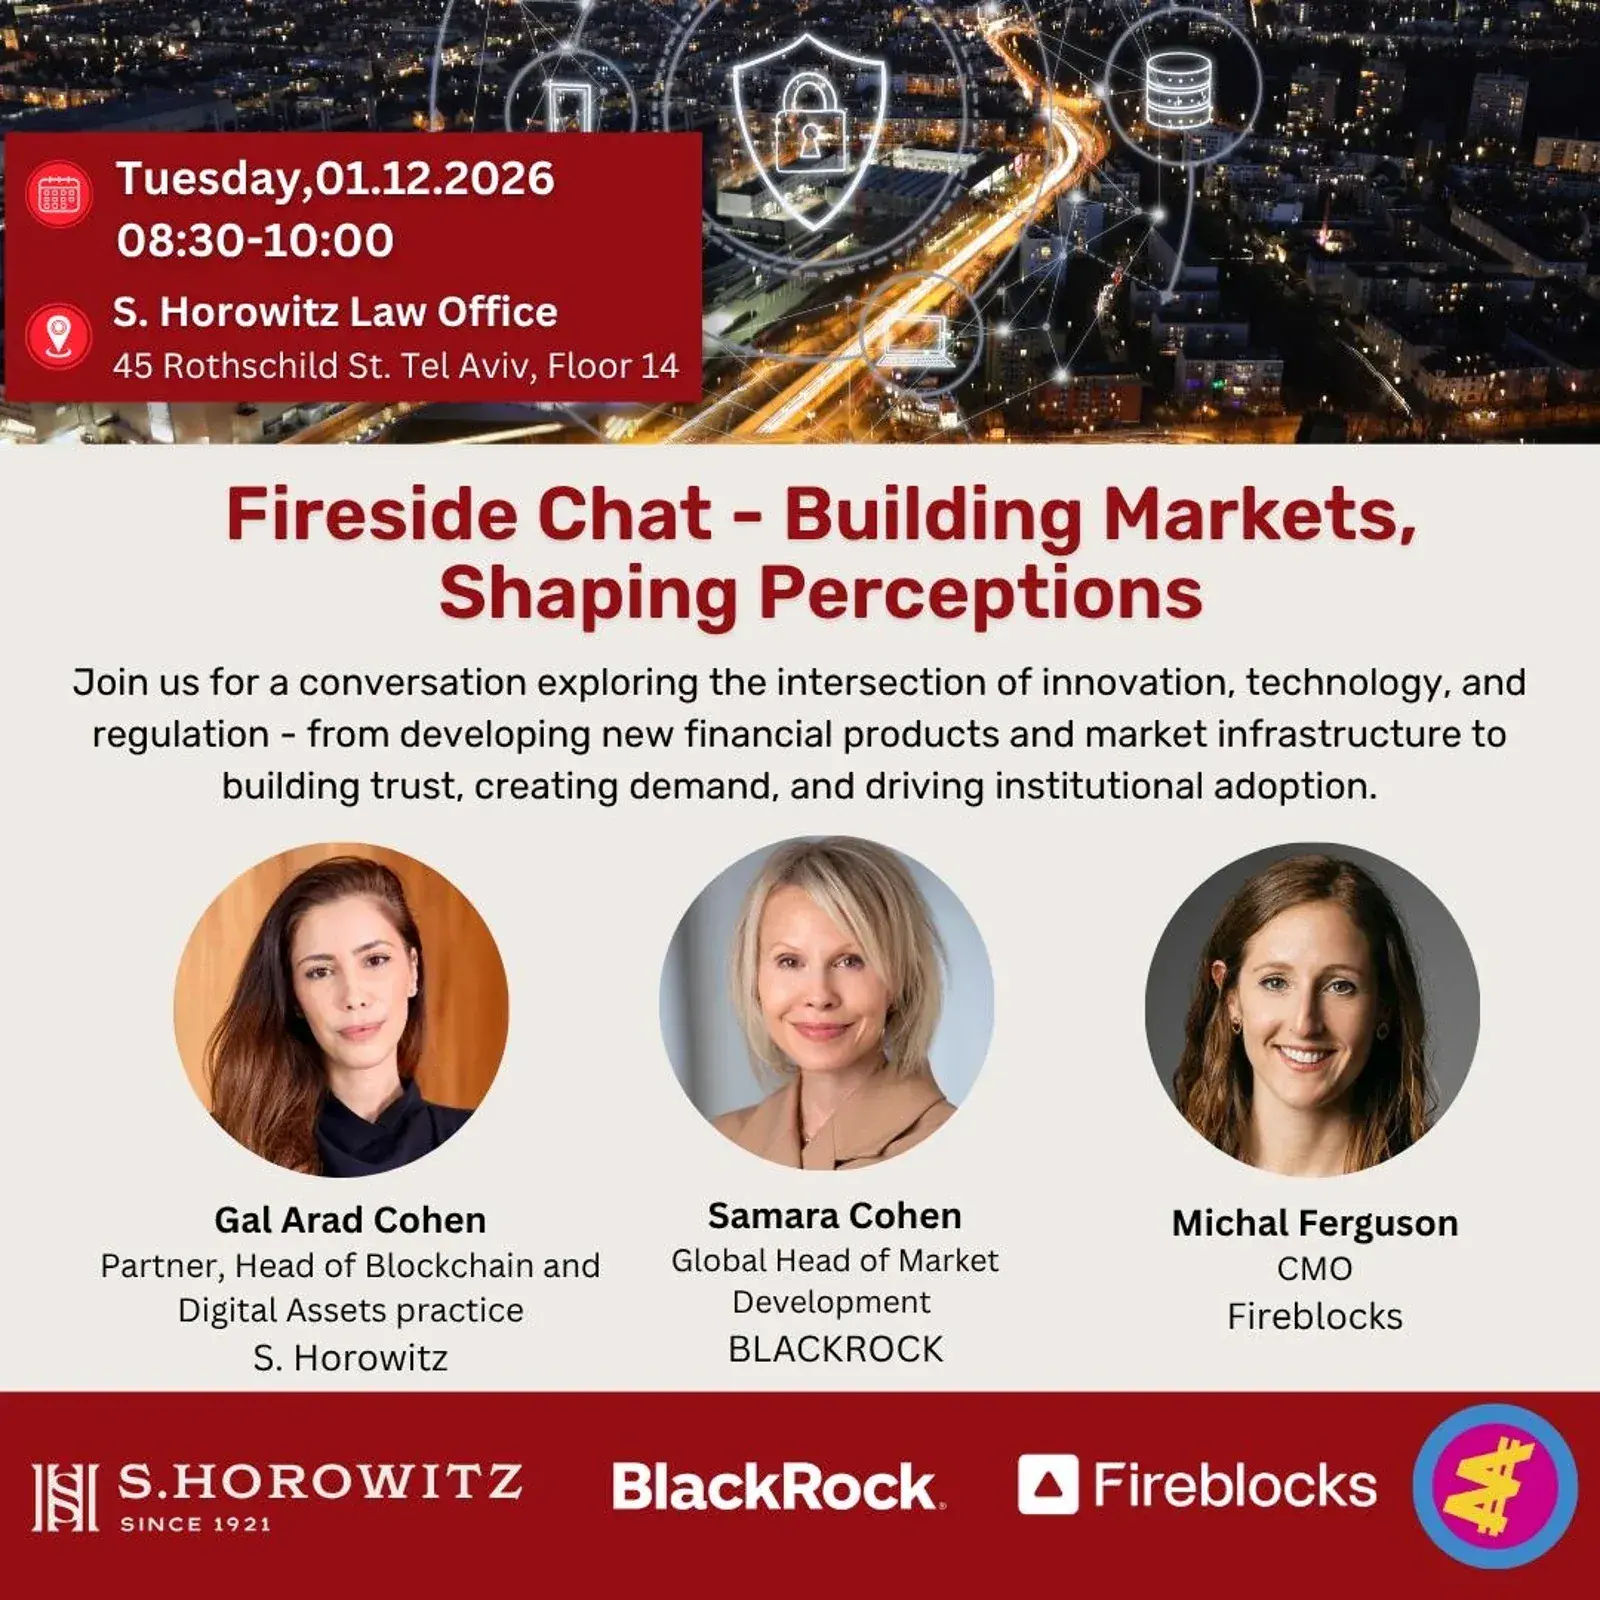 Tuesday,01.12.2026
08:30-10:00
S. Horowitz Law Office
45 Rothschild St. Tel Aviv, Floor 14
Fireside Chat - Building Markets,
Shaping Perceptions
Join us for a conversation exploring the intersection of innovation, technology, and
regulation - from developing new financial products and market infrastructure to
building trust, creating demand, and driving institutional adoption.
Gal Arad Cohen
Partner, Head of Blockchain and
Digital Assets practice
S. Horowitz
Samara Cohen
Global Head of Market
Development
BLACKROCK
Michal Ferguson
CMO
Fireblocks
S.HOROWITZ
SINCE 1921
BlackRock®
Fireblocks